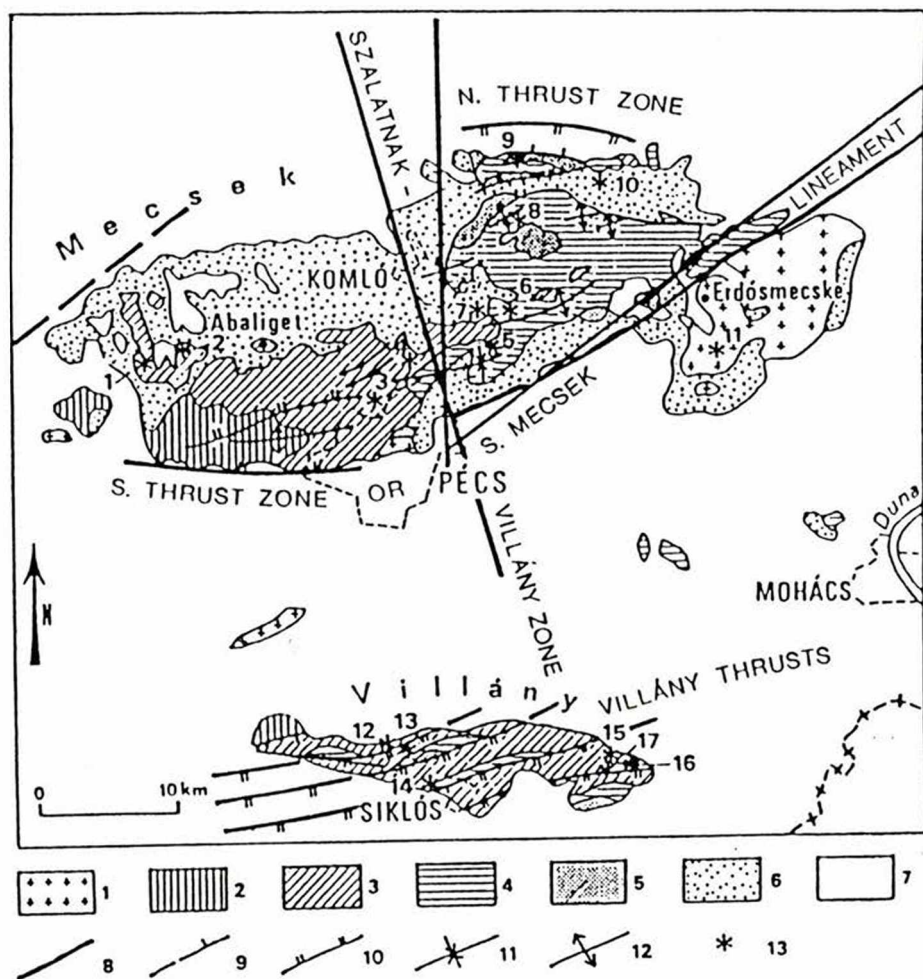 SZALATNAK-
N. THRUST ZONE
LINEAMENT
Mecsek
9
10
8
KOMLÓ
6
Erdősmecske
Abaliget
7
2
5
11
1
3
S. MECSEK
S. THRUST ZONE
OR
PÉCS
Duna
VILLÁNY ZONE
MOHÁCS
N
Villány
VILLÁNY THRUSTS
12
13
15
17
16
14
0
10 km
SIKLÓS
1
2
3
4
5
6
7
8
9
10
11
12
13